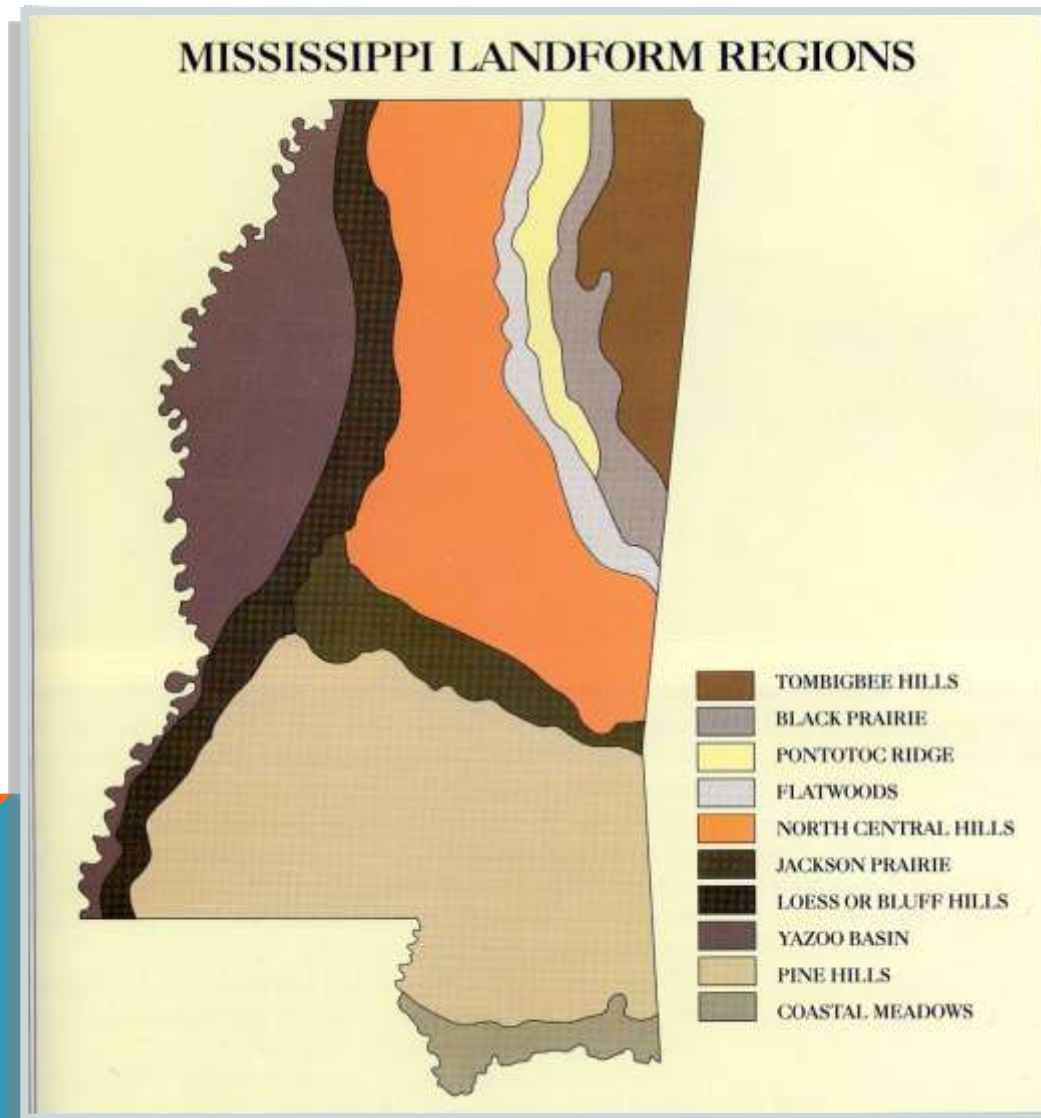 MISSISSIPPI LANDFORM REGIONS
TOMBIGBEE HILLS
BLACK PRAIRIE
PONTOTOC RIDGE
FLATWOODS
NORTH CENTRAL HILLS
JACKSON PRAIRIE
LOESS OR BLUFF HILLS
YAZOO BASIN
PINE HILLS
COASTAL MEADOWS